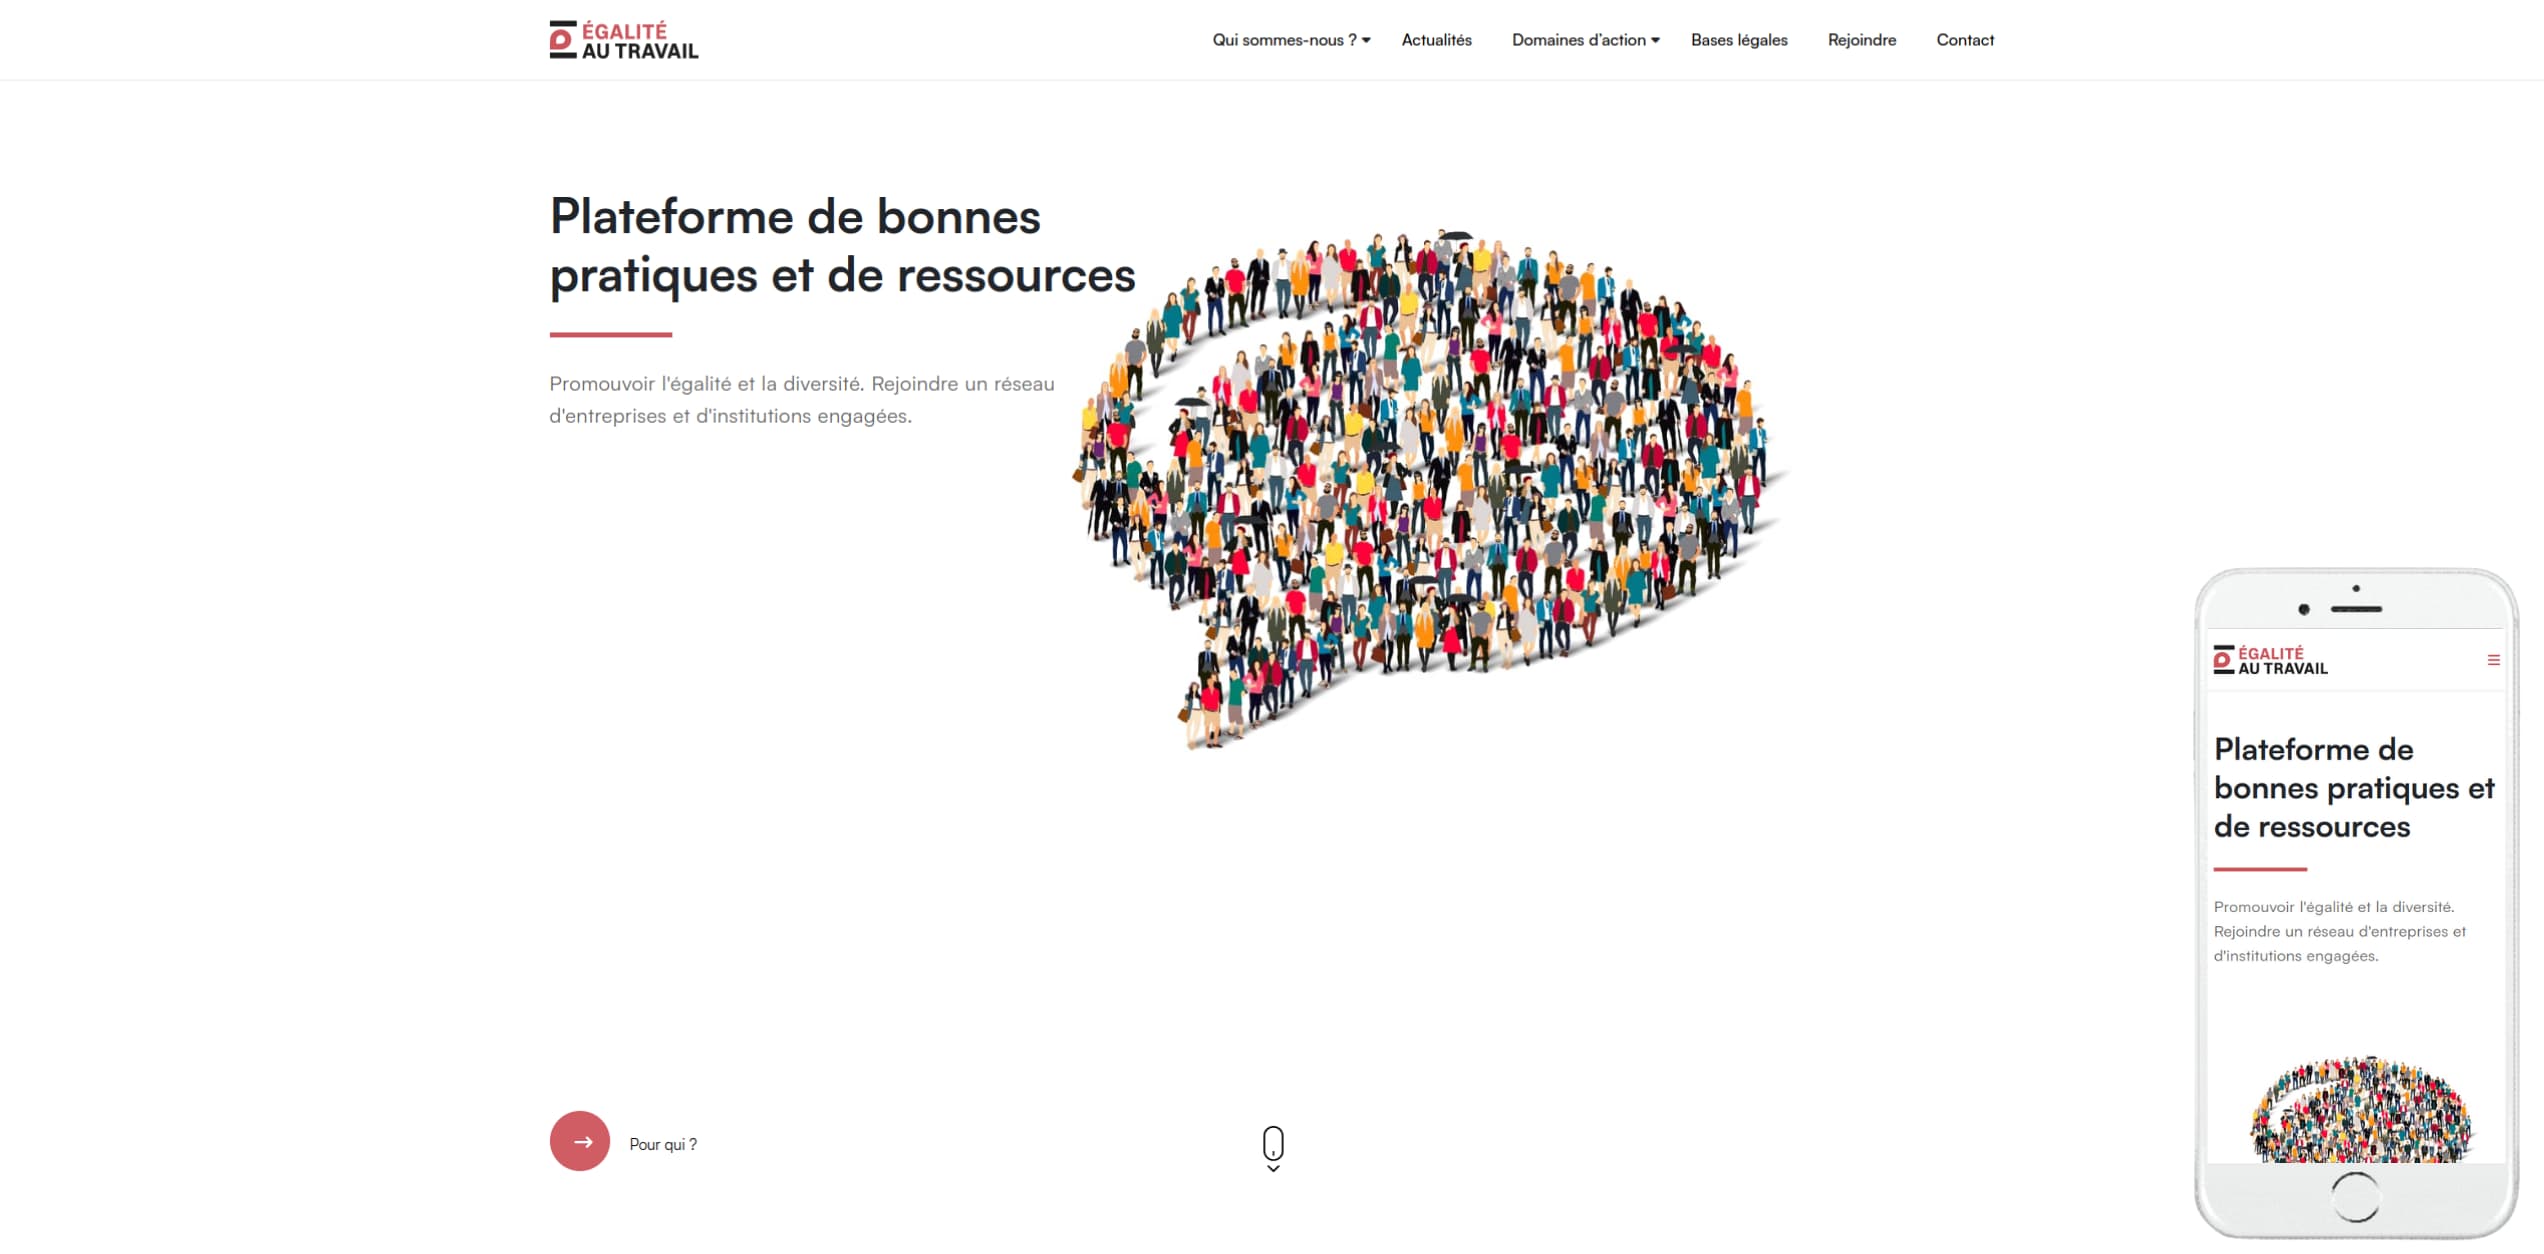 ÉGALITÉ
AU TRAVAIL
Qui sommes-nous ? Actualités Domaines d'action Bases légales Rejoindre Contact
Plateforme de bonnes
pratiques et de ressources
Promouvoir l'égalité et la diversité. Rejoindre un réseau
d'entreprises et d'institutions engagées.
Pour qui ?
ÉGALITÉ
AU TRAVAIL
Plateforme de
bonnes pratiques et
de ressources
Promouvoir l'égalité et la diversité.
Rejoindre un réseau d'entreprises et
d'institutions engagées.